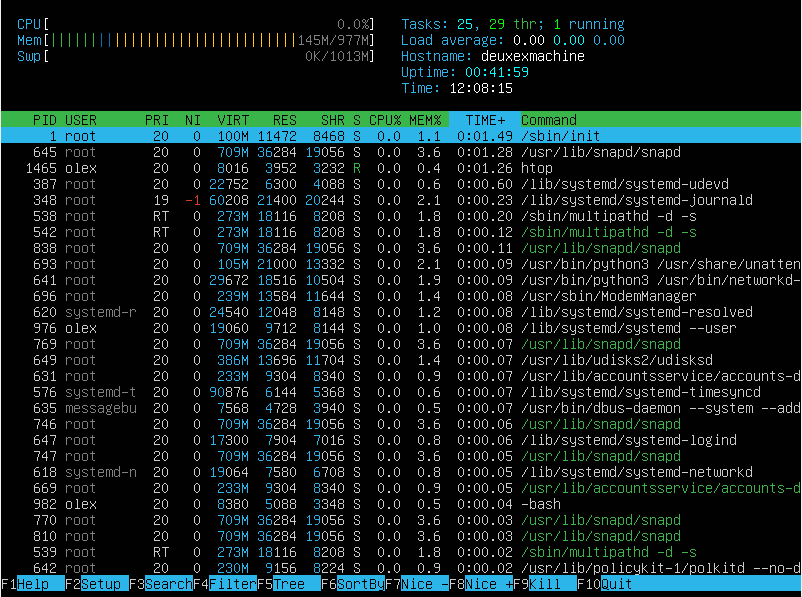 CPU[ 0.0%] Tasks: 25, 29 thr; 1 running
Mem[||||||||||||||||||||||||||||||||145M/977M] Load average: 0.00 0.00 0.00
Swp[ 0K/1013M] Hostname: deuxexmachine
Uptime: 00:41:59
Time: 12:08:15
PID USER PRI NI VIRT RES SHR S CPU% MEM% TIME+ Command
1 root 20 0 100M 11472 8468 S 0.0 1.1 0:01.49 /sbin/init
645 root 20 0 709M 36284 19056 S 0.0 3.6 0:01.28 /usr/lib/snapd/snapd
1465 olex 20 0 8016 3952 3232 R 0.0 0.4 0:01.26 htop
387 root 20 0 22752 6300 4088 S 0.0 0.6 0:00.60 /lib/systemd/systemd-udevd
348 root 19 -1 60208 21400 20244 S 0.0 2.1 0:00.23 /lib/systemd/systemd-journald
538 root RT 0 273M 18116 8208 S 0.0 1.8 0:00.20 /sbin/multipathd -d -s
542 root RT 0 273M 18116 8208 S 0.0 1.8 0:00.12 /sbin/multipathd -d -s
838 root 20 0 709M 36284 19056 S 0.0 3.6 0:00.11 /usr/lib/snapd/snapd
693 root 20 0 105M 21000 13332 S 0.0 2.1 0:00.09 /usr/bin/python3 /usr/share/unatten
641 root 20 0 29672 18516 10504 S 0.0 1.9 0:00.09 /usr/bin/python3 /usr/bin/networkd-
696 root 20 0 239M 13584 11644 S 0.0 1.4 0:00.08 /usr/sbin/ModemManager
620 systemd-r 20 0 24540 12048 8148 S 0.0 1.2 0:00.08 /lib/systemd/systemd-resolved
976 olex 20 0 19060 9712 8144 S 0.0 1.0 0:00.08 /lib/systemd/systemd --user
769 root 20 0 709M 36284 19056 S 0.0 3.6 0:00.07 /usr/lib/snapd/snapd
649 root 20 0 386M 13696 11704 S 0.0 1.4 0:00.07 /usr/lib/udisks2/udisksd
631 root 20 0 233M 9304 8340 S 0.0 0.9 0:00.07 /usr/lib/accountsservice/accounts-d
576 systemd-t 20 0 90876 6144 5368 S 0.0 0.6 0:00.07 /lib/systemd/systemd-timesyncd
635 messagebu 20 0 7568 4728 3940 S 0.0 0.5 0:00.07 /usr/bin/dbus-daemon --system --add
746 root 20 0 709M 36284 19056 S 0.0 3.6 0:00.06 /usr/lib/snapd/snapd
647 root 20 0 17300 7904 7016 S 0.0 0.8 0:00.06 /lib/systemd/systemd-logind
747 root 20 0 709M 36284 19056 S 0.0 3.6 0:00.05 /usr/lib/snapd/snapd
618 systemd-n 20 0 19064 7580 6708 S 0.0 0.8 0:00.05 /lib/systemd/systemd-networkd
669 root 20 0 233M 9304 8340 S 0.0 0.9 0:00.05 /usr/lib/accountsservice/accounts-d
982 olex 20 0 8380 5088 3348 S 0.0 0.5 0:00.04 -bash
770 root 20 0 709M 36284 19056 S 0.0 3.6 0:00.03 /usr/lib/snapd/snapd
810 root 20 0 709M 36284 19056 S 0.0 3.6 0:00.03 /usr/lib/snapd/snapd
539 root RT 0 273M 18116 8208 S 0.0 1.8 0:00.02 /sbin/multipathd -d -s
642 root 20 0 230M 9156 8224 S 0.0 0.9 0:00.02 /usr/lib/policykit-1/polkitd --no-d
F1Help F2Setup F3SearchF4FilterF5Tree F6SortByF7Nice -F8Nice +F9Kill F10Quit